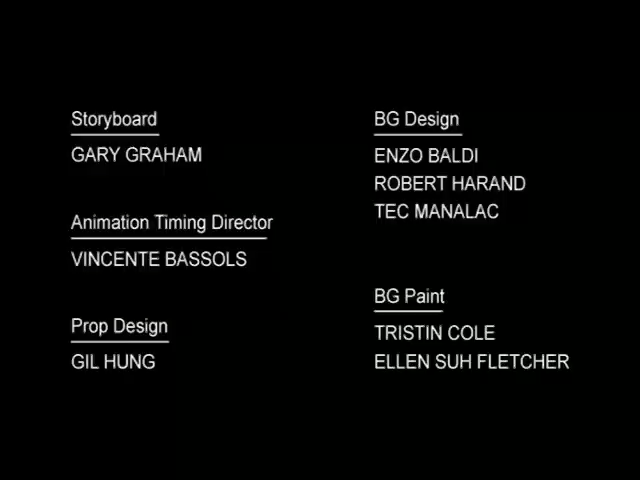 Storyboard
GARY GRAHAM
Animation Timing Director
VINCENTE BASSOLS
Prop Design
GIL HUNG
BG Design
ENZO BALDI
ROBERT HARAND
TEC MANALAC
BG Paint
TRISTIN COLE
ELLEN SUH FLETCHER